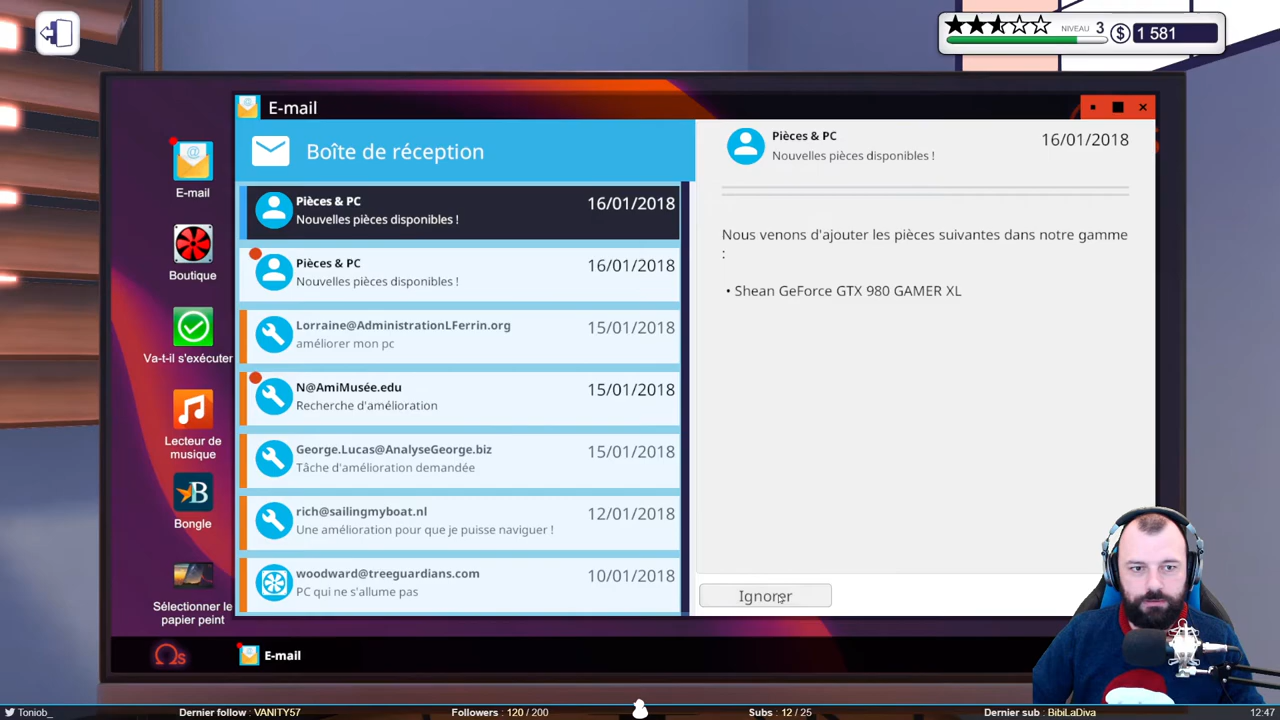 NIVEAU 3
$ 1 581
E-mail
Boîte de réception
Pièces & PC
16/01/2018
Nouvelles pièces disponibles !
Pièces & PC
16/01/2018
Nouvelles pièces disponibles !
Lorraine@AdministrationLFerrin.org
15/01/2018
améliorer mon pc
N@AmiMusée.edu
15/01/2018
Recherche d'amélioration
George.Lucas@AnalyseGeorge.biz
15/01/2018
Tâche d'amélioration demandée
rich@sailingmyboat.nl
12/01/2018
Une amélioration pour que je puisse naviguer !
woodward@treeguardians.com
10/01/2018
PC qui ne s'allume pas
Pièces & PC
16/01/2018
Nouvelles pièces disponibles !
Nous venons d'ajouter les pièces suivantes dans notre gamme
:
• Shean GeForce GTX 980 GAMER XL
Ignorer
E-mail
Boutique
Va-t-il s'exécuter
Lecteur de
musique
Bongle
Sélectionner le
papier peint
Ωs
E-mail
Toniob_
Dernier follow : VANITY57
Followers : 120 / 200
Subs : 12 / 25
Dernier sub : BibiLaDiva
12:47